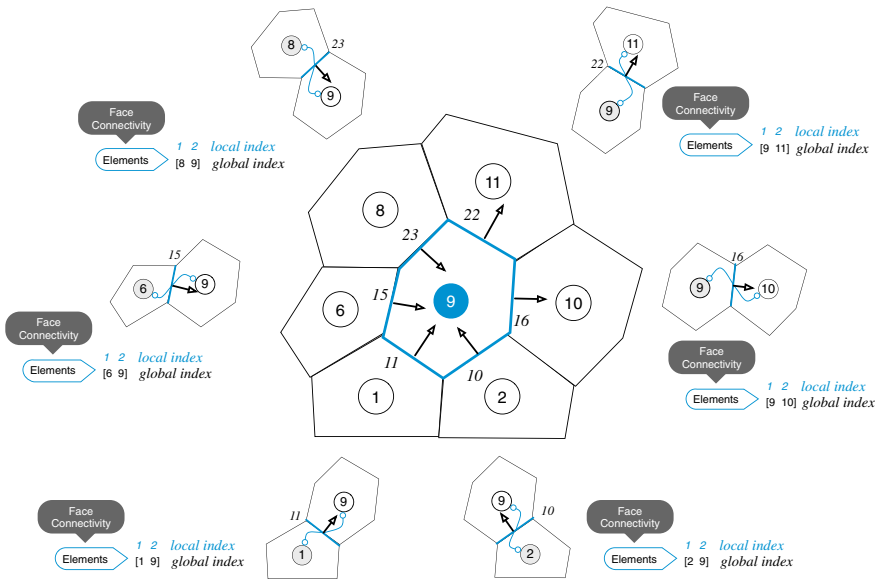 8
23
9
Face
Connectivity
Elements
1 2 local index
[8 9] global index
11
22
9
Face
Connectivity
Elements
1 2 local index
[9 11] global index
11
8
22
23
15
6
9
10
16
11
10
1
2
15
6
9
Face
Connectivity
Elements
1 2 local index
[6 9] global index
16
9
10
Face
Connectivity
Elements
1 2 local index
[9 10] global index
9
11
1
Face
Connectivity
Elements
1 2 local index
[1 9] global index
9
10
2
Face
Connectivity
Elements
1 2 local index
[2 9] global index